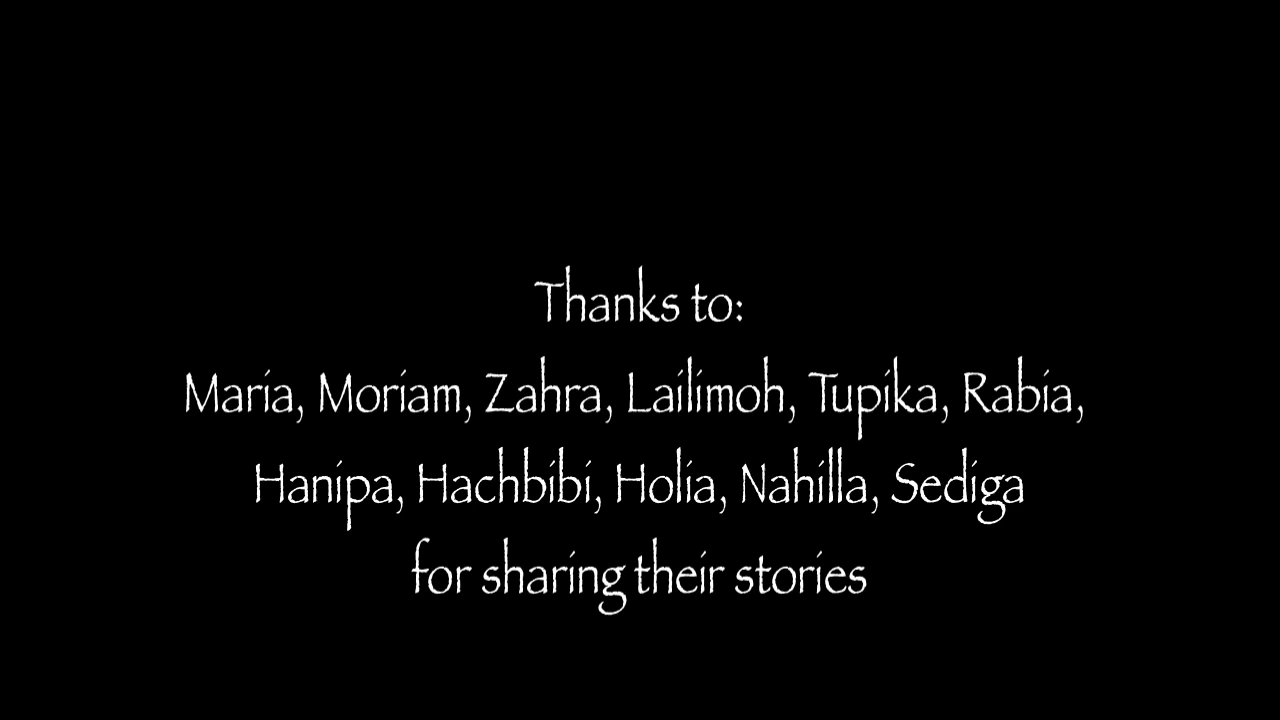 Thanks to:
Maria, Moriam, Zahra, Lailimoh, Tupika, Rabia,
Hanipa, Hachbibi, Holia, Nahilla, Sediga
for sharing their stories